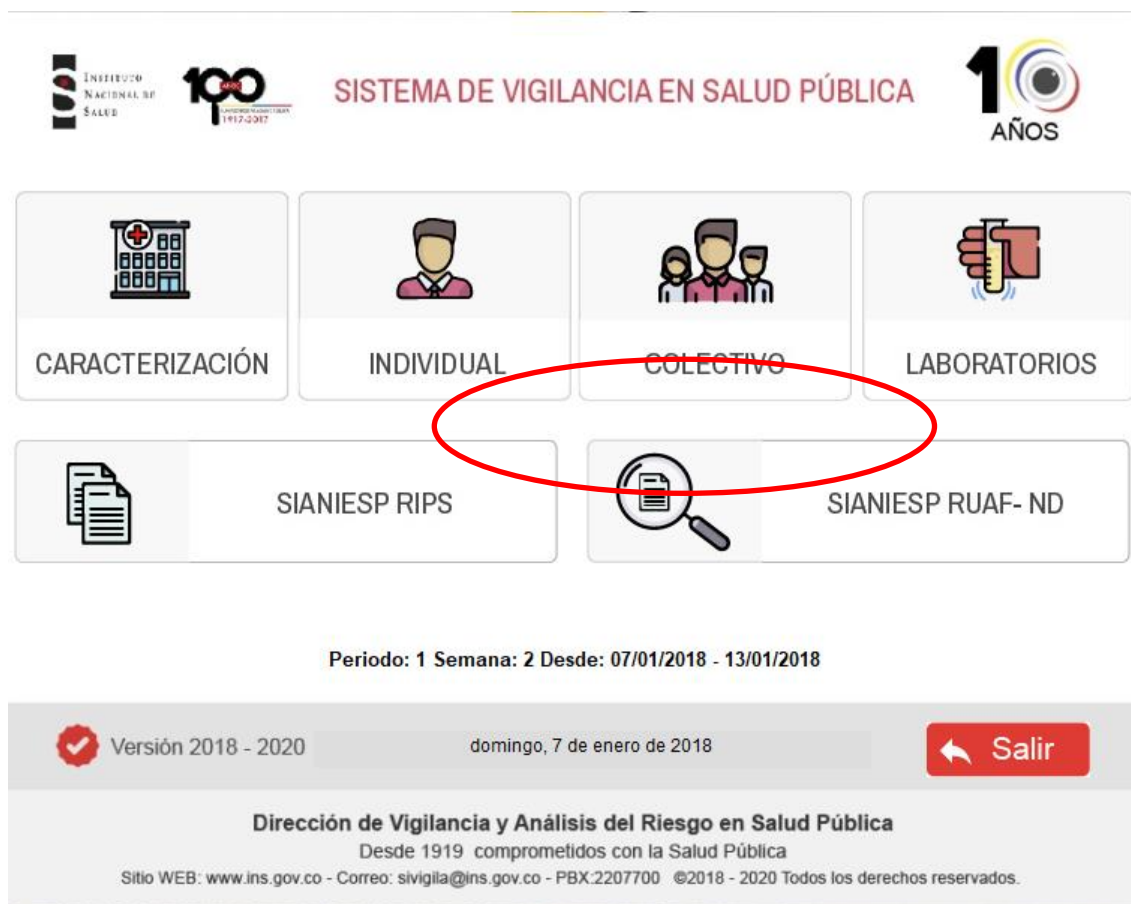 INSTITUTO
NACIONAL DE
SALUD
100
AÑOS
1917-2017
SISTEMA DE VIGILANCIA EN SALUD PÚBLICA
10
AÑOS
CARACTERIZACIÓN
INDIVIDUAL
COLECTIVO
LABORATORIOS
SIANIESP RIPS
SIANIESP RUAF- ND
Periodo: 1 Semana: 2 Desde: 07/01/2018 - 13/01/2018
Versión 2018 - 2020
domingo, 7 de enero de 2018
Salir
Dirección de Vigilancia y Análisis del Riesgo en Salud Pública
Desde 1919 comprometidos con la Salud Pública
Sitio WEB: www.ins.gov.co - Correo: sivigila@ins.gov.co - PBX:2207700 ©2018 - 2020 Todos los derechos reservados.